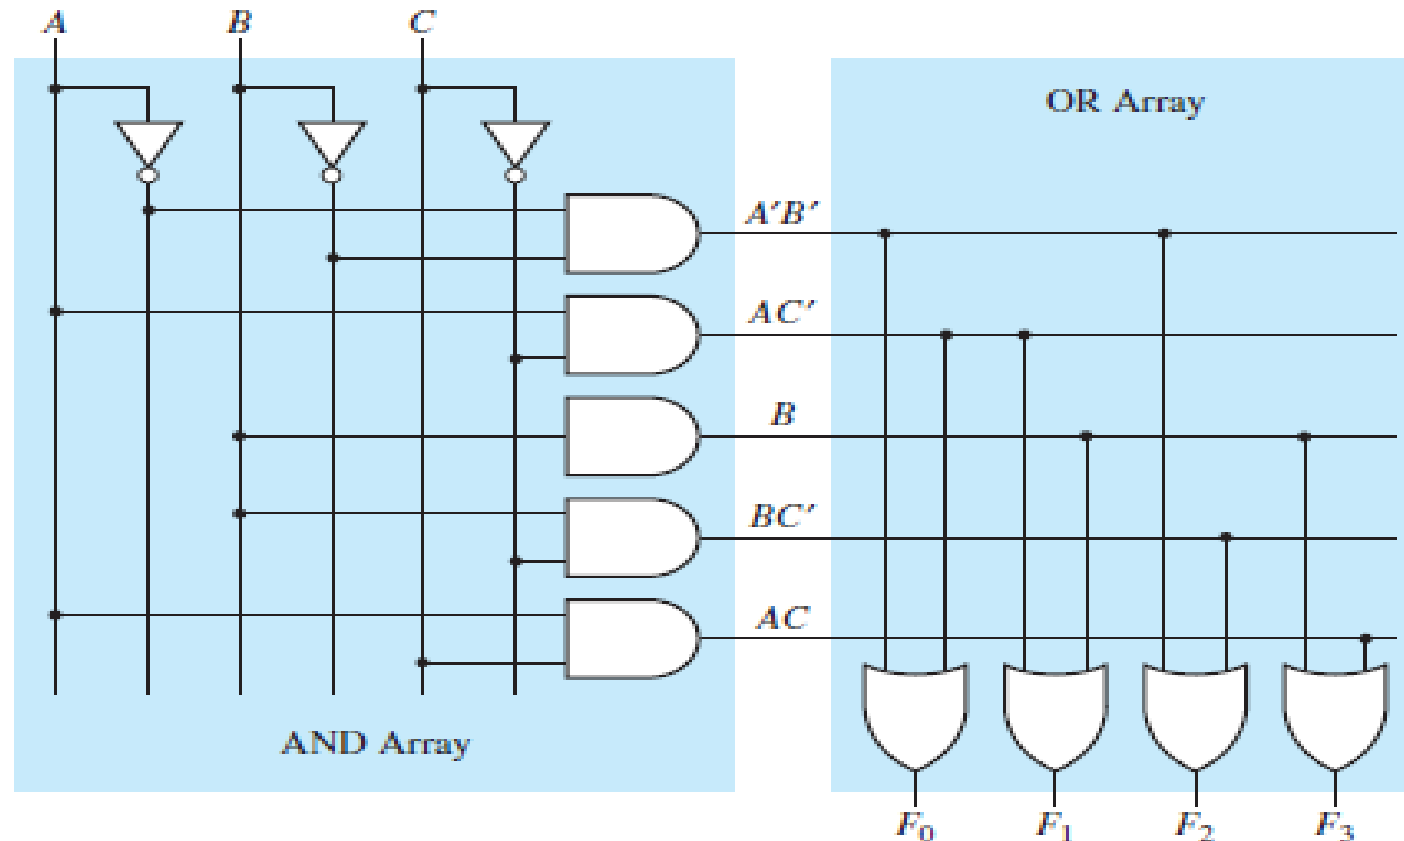 A B C
OR Array
A′B′
AC′
B
BC′
AC
AND Array
F₀ F₁ F₂ F₃